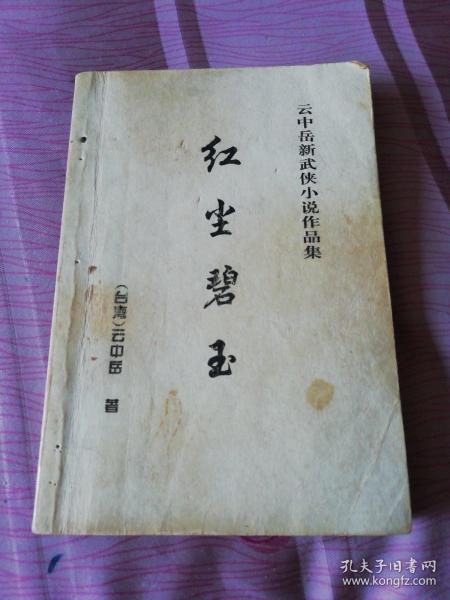 云中岳新武侠小说作品集
红尘碧玉
(台湾)云中岳 著
孔夫子旧书网
www.kongfz.com